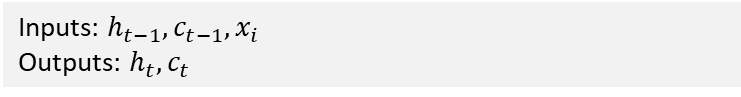 Inputs: h_{t−1}, c_{t−1}, x_i
Outputs: h_t, c_t